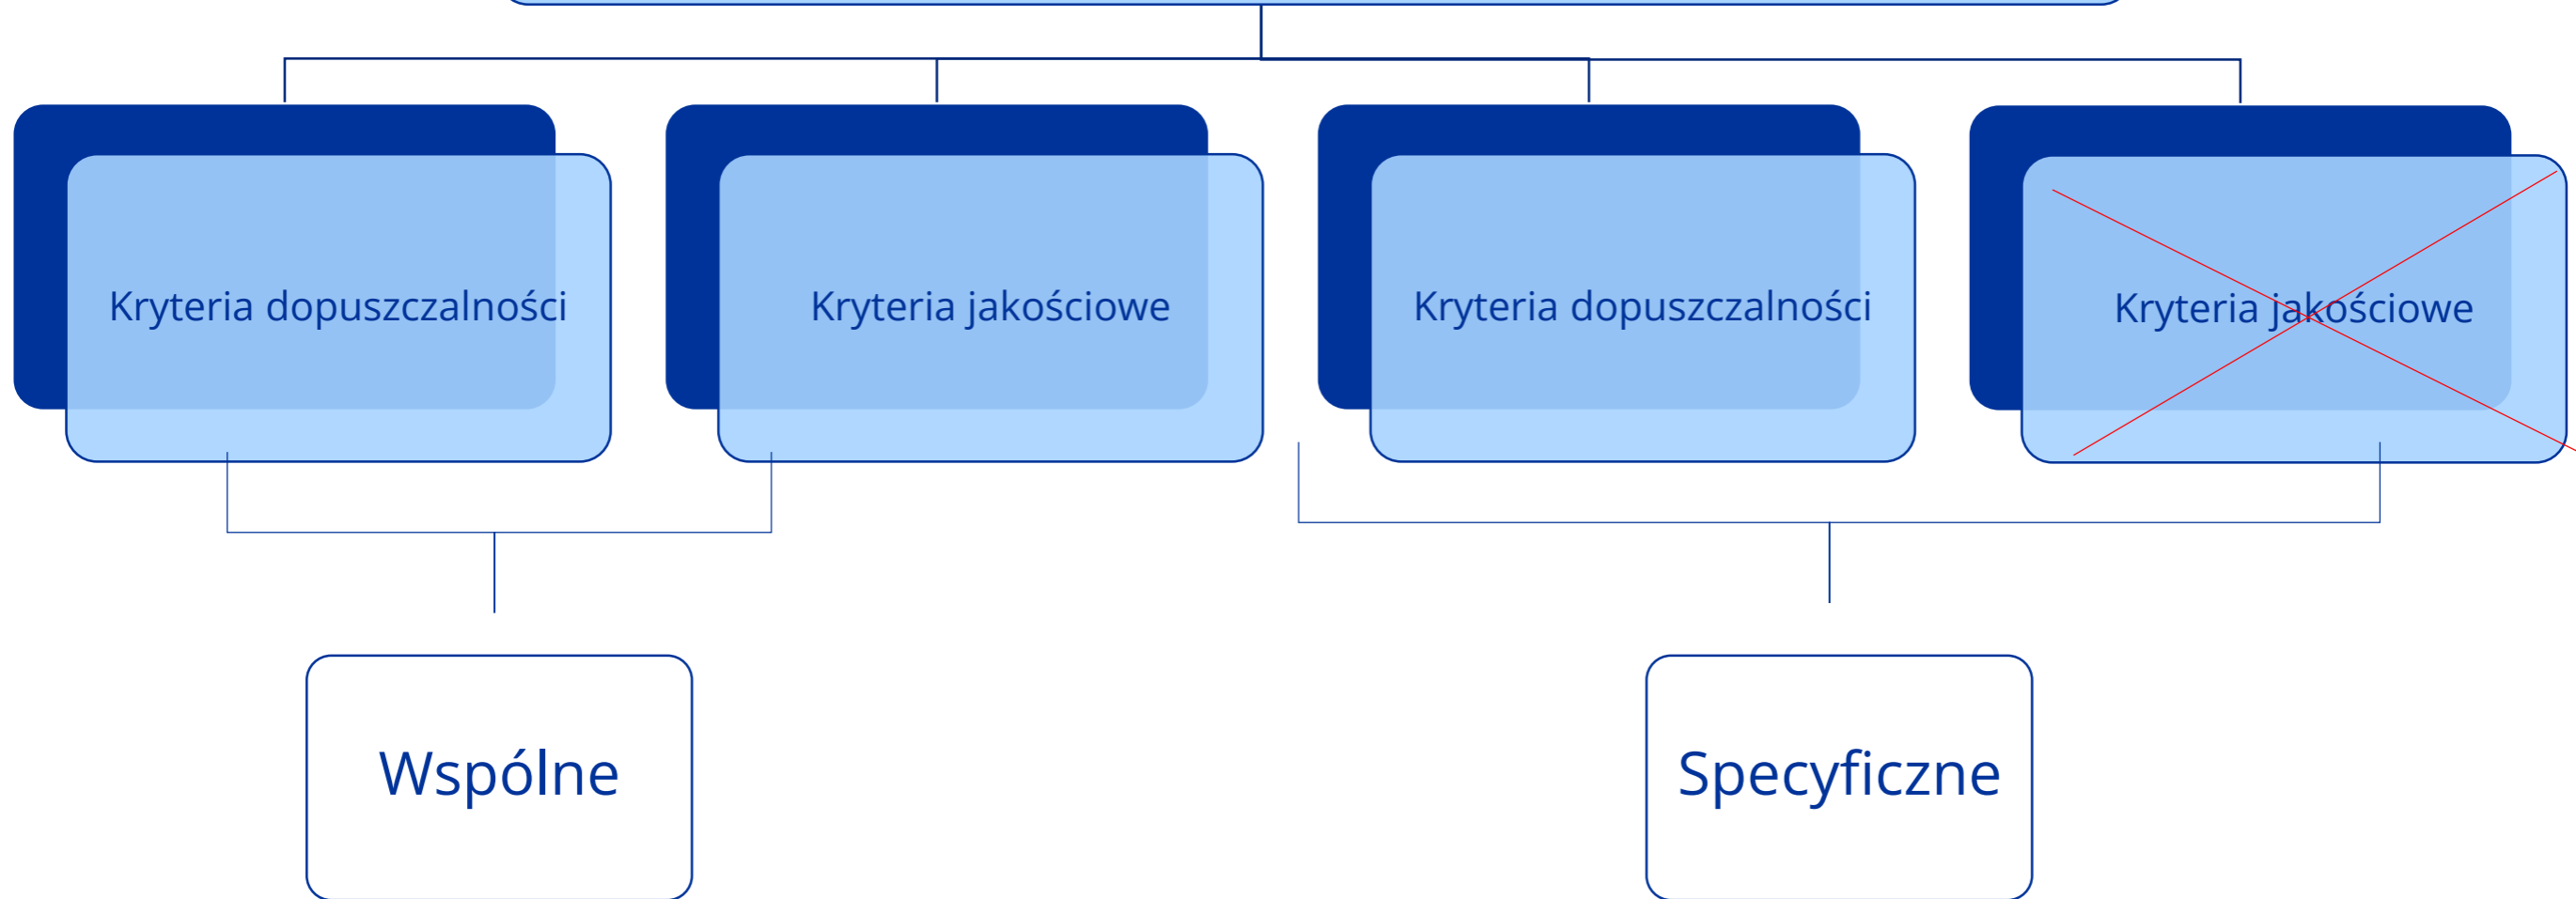 Kryteria dopuszczalności
Kryteria jakościowe
Kryteria dopuszczalności
Kryteria jakościowe
Wspólne
Specyficzne